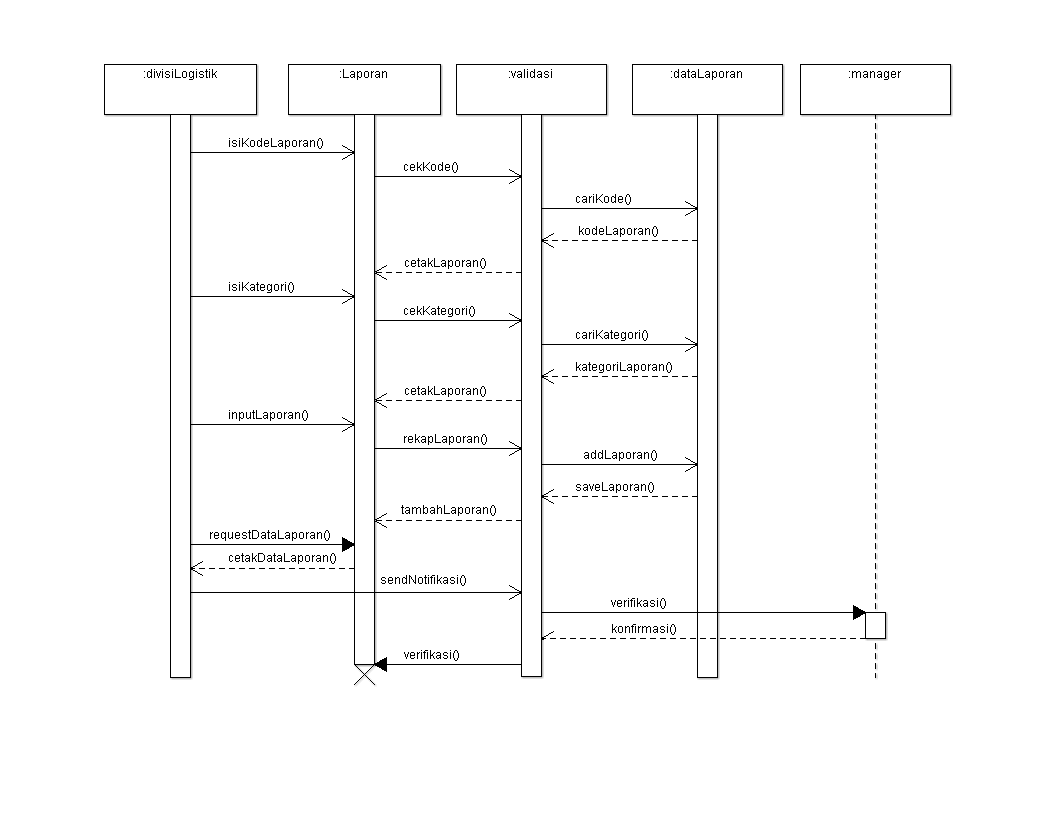 :divisiLogistik
:Laporan
:validasi
:dataLaporan
:manager
isiKodeLaporan()
cekKode()
cariKode()
kodeLaporan()
cetakLaporan()
isiKategori()
cekKategori()
cariKategori()
kategoriLaporan()
cetakLaporan()
inputLaporan()
rekapLaporan()
addLaporan()
saveLaporan()
tambahLaporan()
requestDataLaporan()
cetakDataLaporan()
sendNotifikasi()
verifikasi()
konfirmasi()
verifikasi()